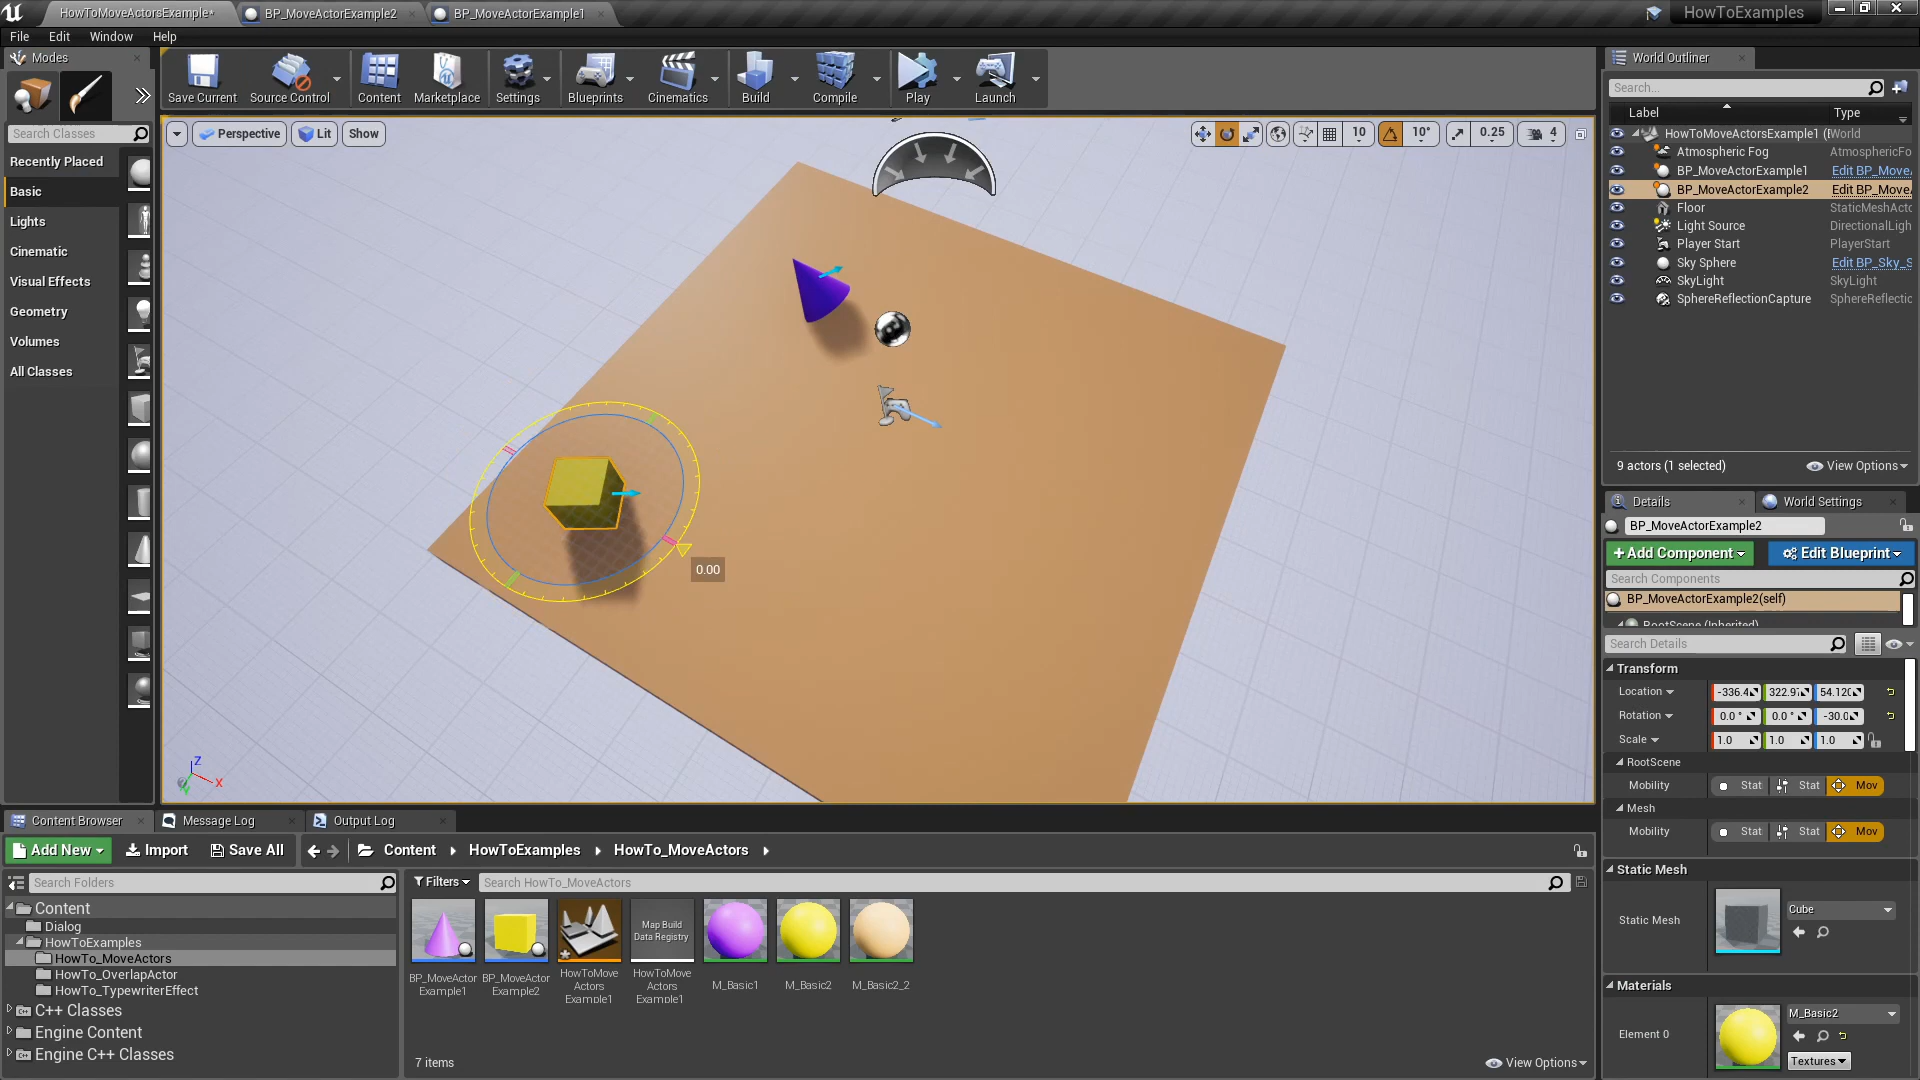 HowToMoveActorsExample*
BP_MoveActorExample2
BP_MoveActorExample1
HowToExamples
File Edit Window Help
Modes
Search Classes
Recently Placed
Basic
Lights
Cinematic
Visual Effects
Geometry
Volumes
All Classes
Save Current
Source Control
Content
Marketplace
Settings
Blueprints
Cinematics
Build
Compile
Play
Launch
Perspective
Lit
Show
10
10°
0.25
4
0.00
Z
X
World Outliner
Search...
Label Type
HowToMoveActorsExample1 ( World
Atmospheric Fog AtmosphericFo
BP_MoveActorExample1 Edit BP_Move
BP_MoveActorExample2 Edit BP_Move
Floor StaticMeshActo
Light Source DirectionalLigh
Player Start PlayerStart
Sky Sphere Edit BP_Sky_S
SkyLight SkyLight
SphereReflectionCapture SphereReflectic
9 actors (1 selected)
View Options
Details
World Settings
BP_MoveActorExample2
+Add Component
Edit Blueprint
Search Components
BP_MoveActorExample2(self)
RootScene (Inherited)
Search Details
Transform
Location -336.4 322.97 54.120
Rotation 0.0 ° 0.0 ° -30.0
Scale 1.0 1.0 1.0
RootScene
Mobility Stat Stat Mov
Mesh
Mobility Stat Stat Mov
Static Mesh
Static Mesh
Cube
Materials
Element 0
M_Basic2
Textures
Content Browser
Message Log
Output Log
Add New
Import
Save All
Content
HowToExamples
HowTo_MoveActors
Search Folders
Filters
Search HowTo_MoveActors
Content
Dialog
HowToExamples
HowTo_MoveActors
HowTo_OverlapActor
HowTo_TypewriterEffect
C++ Classes
Engine Content
Engine C++ Classes
BP_MoveActor
Example1
BP_MoveActor
Example2
HowToMove
Actors
Example1
Map Build
Data Registry
HowToMove
Actors
Example1
M_Basic1
M_Basic2
M_Basic2_2
7 items
View Options